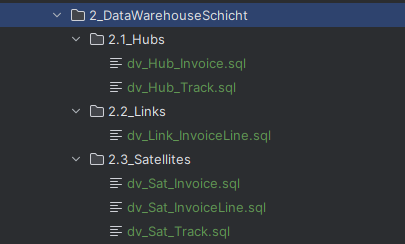 2_DataWarehouseSchicht
2.1_Hubs
dv_Hub_Invoice.sql
dv_Hub_Track.sql
2.2_Links
dv_Link_InvoiceLine.sql
2.3_Satellites
dv_Sat_Invoice.sql
dv_Sat_InvoiceLine.sql
dv_Sat_Track.sql